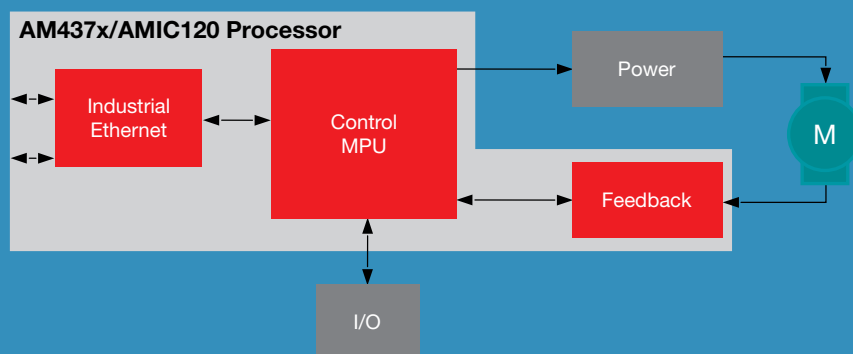 AM437x/AMIC120 Processor
Industrial
Ethernet
Control
MPU
Power
M
Feedback
I/O